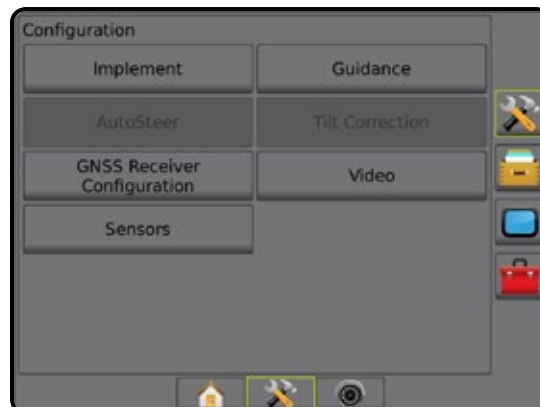 Configuration
Implement
Guidance
AutoSteer
Tilt Correction
GNSS Receiver
Configuration
Video
Sensors